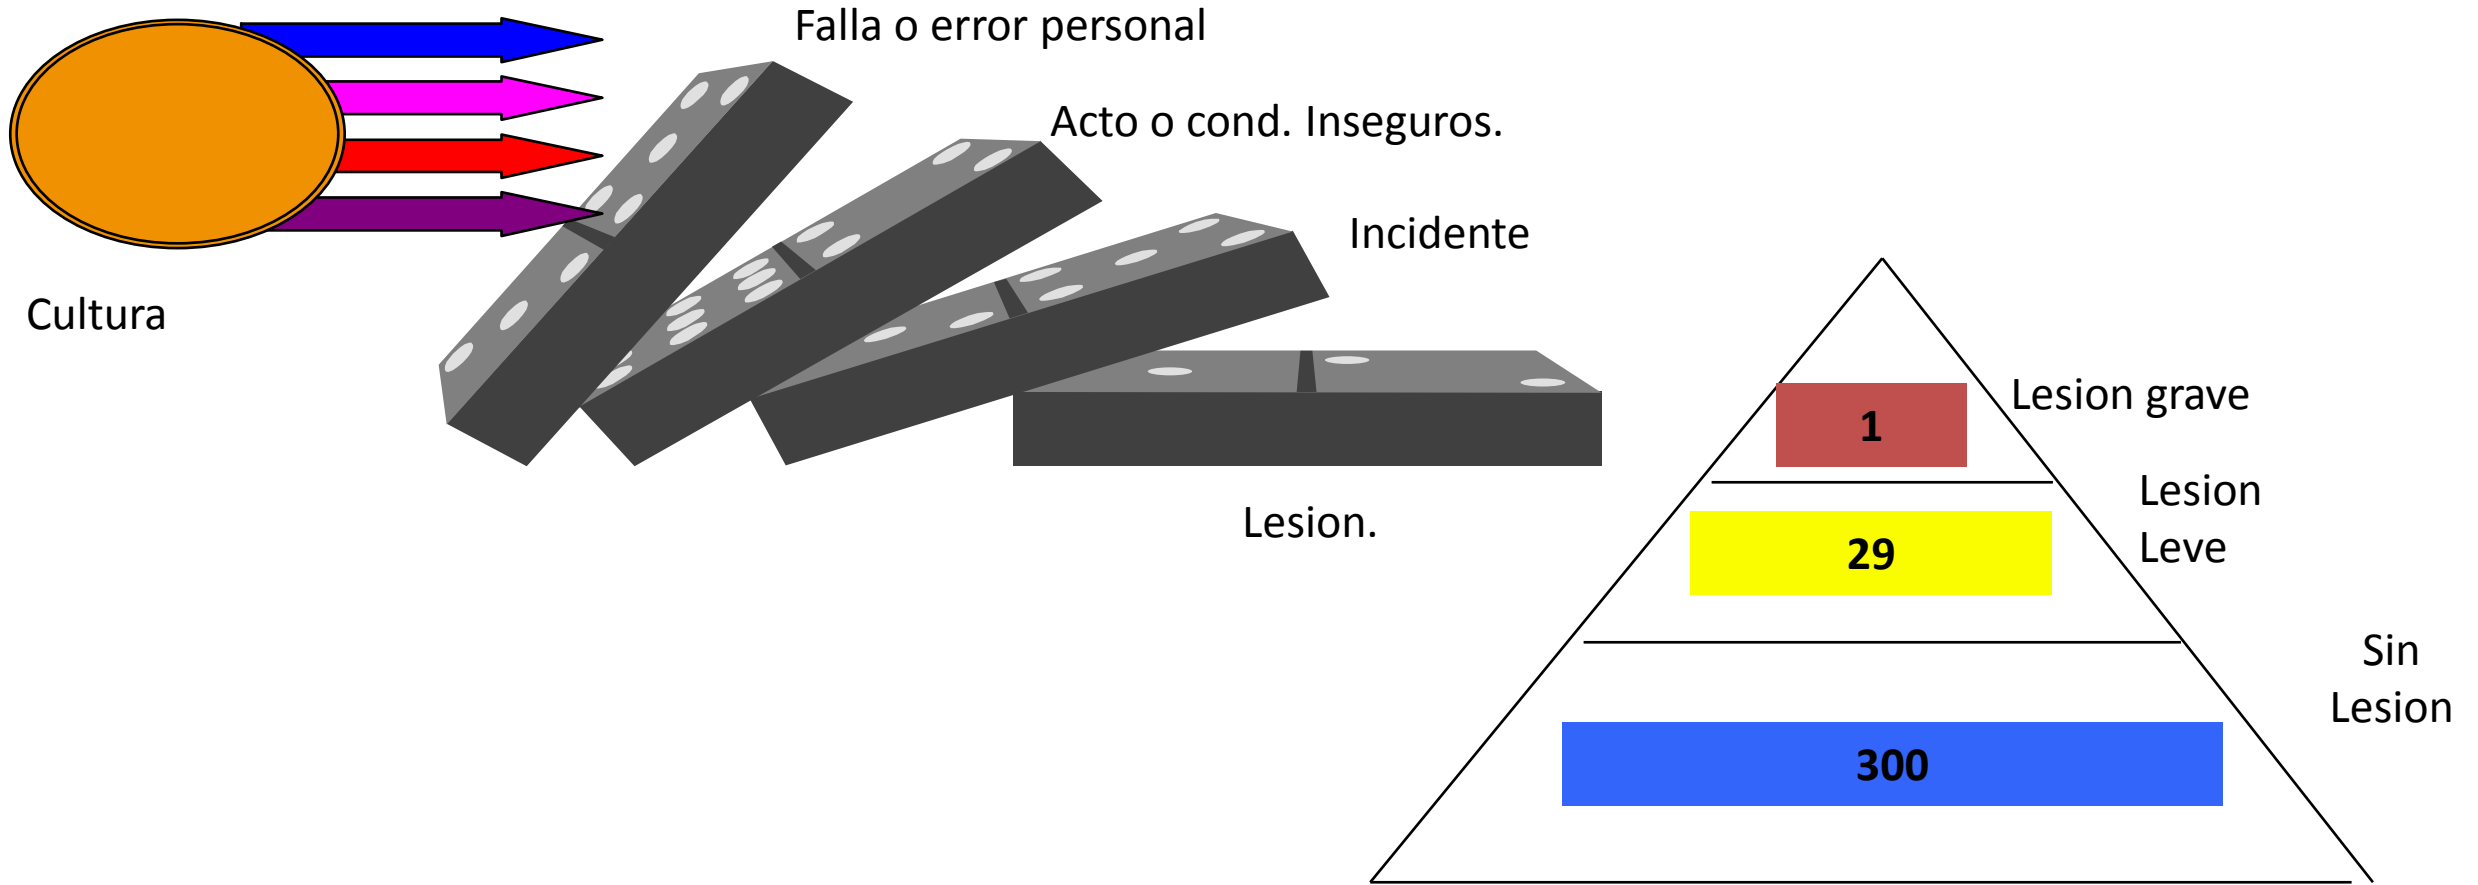 Falla o error personal
Acto o cond. Inseguros.
Incidente
Cultura
Lesion.
Lesion grave
1
Lesion
Leve
29
Sin
Lesion
300